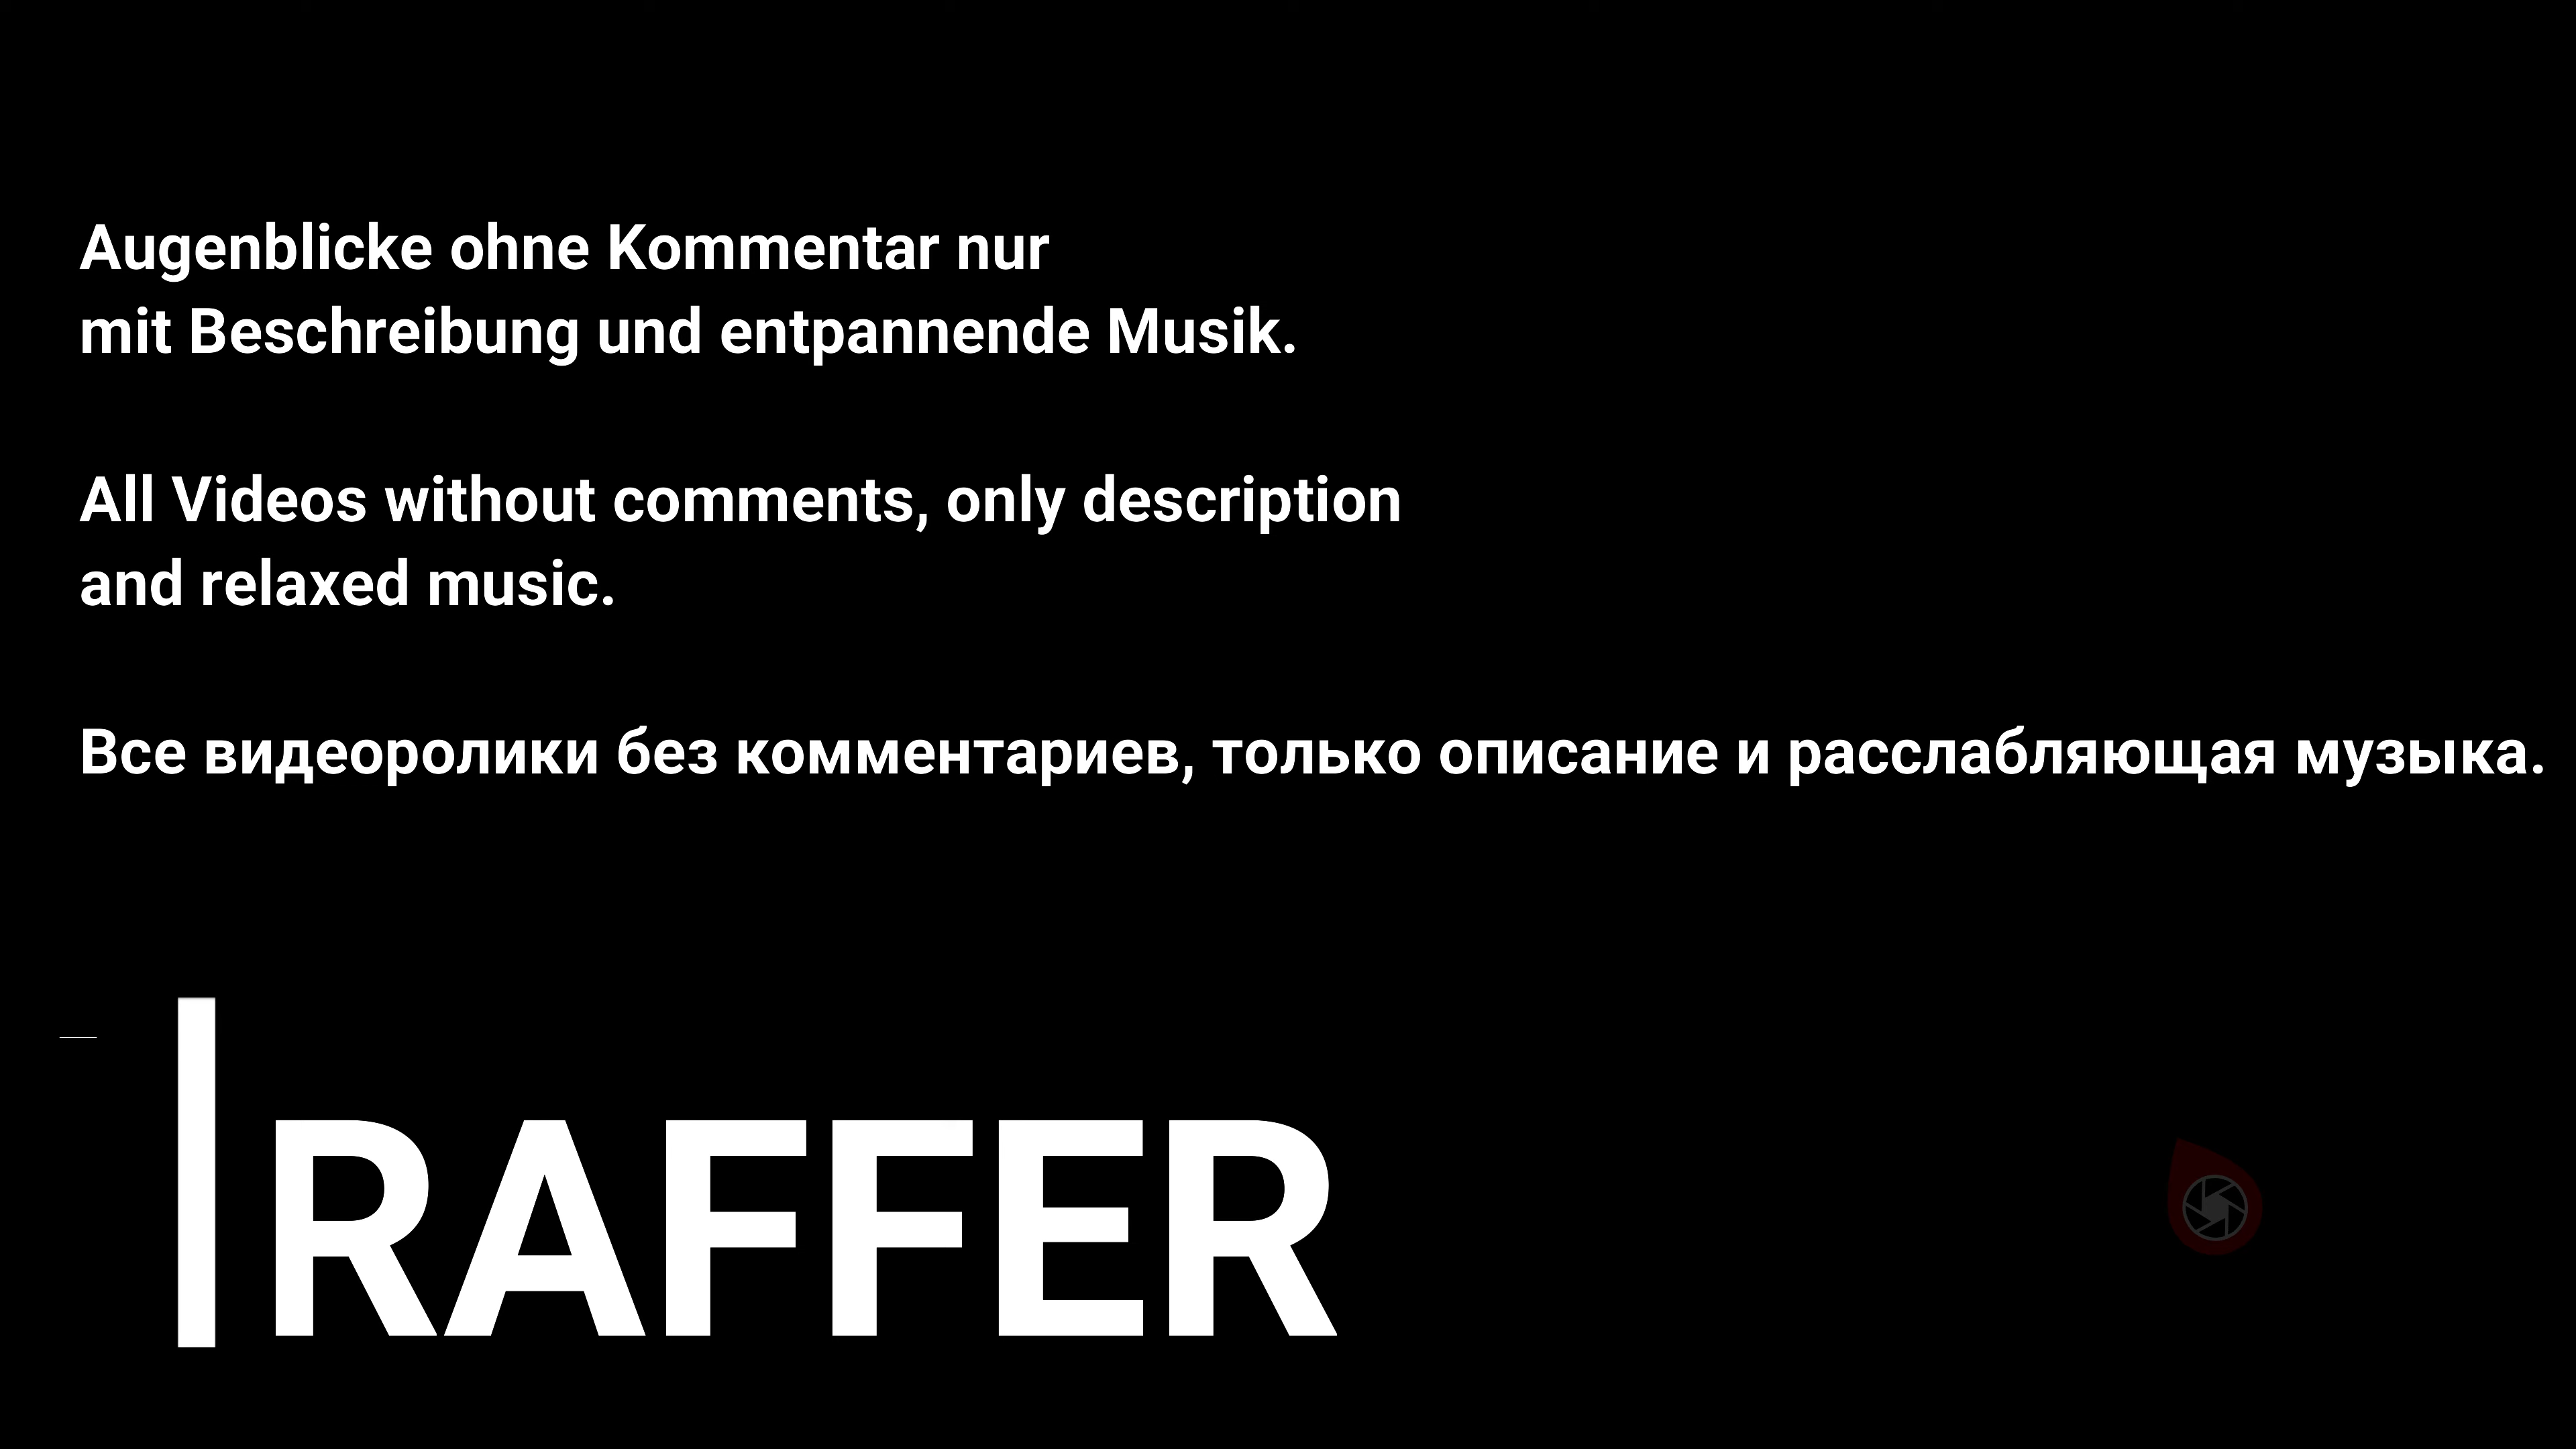 Augenblicke ohne Kommentar nur
mit Beschreibung und entpannende Musik.
All Videos without comments, only description
and relaxed music.
Все видеоролики без комментариев, только описание и расслабляющая музыка.
RAFFER